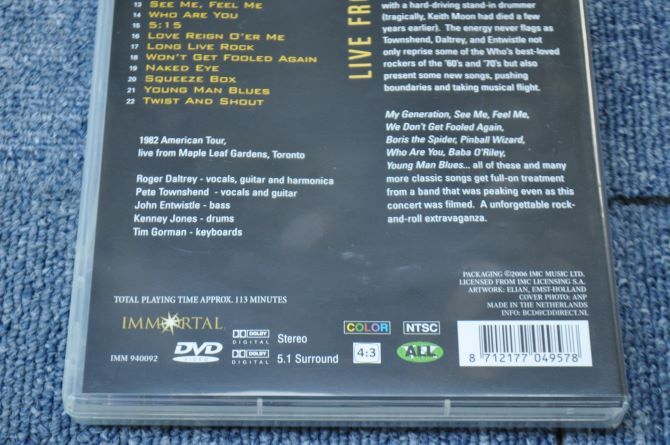 13 See Me, Feel Me
14 Who Are You
15 5:15
16 Love Reign O'er Me
17 Long Live Rock
18 Won't Get Fooled Again
19 Naked Eye
20 Squeeze Box
21 Young Man Blues
22 Twist And Shout
1982 American Tour,
live from Maple Leaf Gardens, Toronto
Roger Daltrey - vocals, guitar and harmonica
Pete Townshend - vocals and guitar
John Entwistle - bass
Kenney Jones - drums
Tim Gorman - keyboards
LIVE FR
with a hard-driving stand-in drummer
(tragically, Keith Moon had died a few
years earlier). The energy never flags as
Townshend, Daltrey, and Entwistle not
only reprise some of the Who's best-loved
rockers of the '60's and '70's but also
present some new songs, pushing
boundaries and taking musical flight.
My Generation, See Me, Feel Me,
We Don't Get Fooled Again,
Boris the Spider, Pinball Wizard,
Who Are You, Baba O'Riley,
Young Man Blues... all of these and many
more classic songs get full-on treatment
from a band that was peaking even as this
concert was filmed. A unforgettable rock-
and-roll extravaganza.
PACKAGING ©2006 IMC MUSIC LTD.
LICENSED FROM IMC LICENSING S.A.
ARTWORK: ELIAN, EMST-HOLLAND
COVER PHOTO: ANP
MADE IN THE NETHERLANDS
INFO: BCD@CDDIRECT.NL
TOTAL PLAYING TIME APPROX. 113 MINUTES
IMMORTAL
IMM 940092
DVD
VIDEO
DOLBY
DIGITAL
Stereo
DOLBY
DIGITAL
5.1 Surround
COLOR
NTSC
4:3
ALL
8 712177 049578